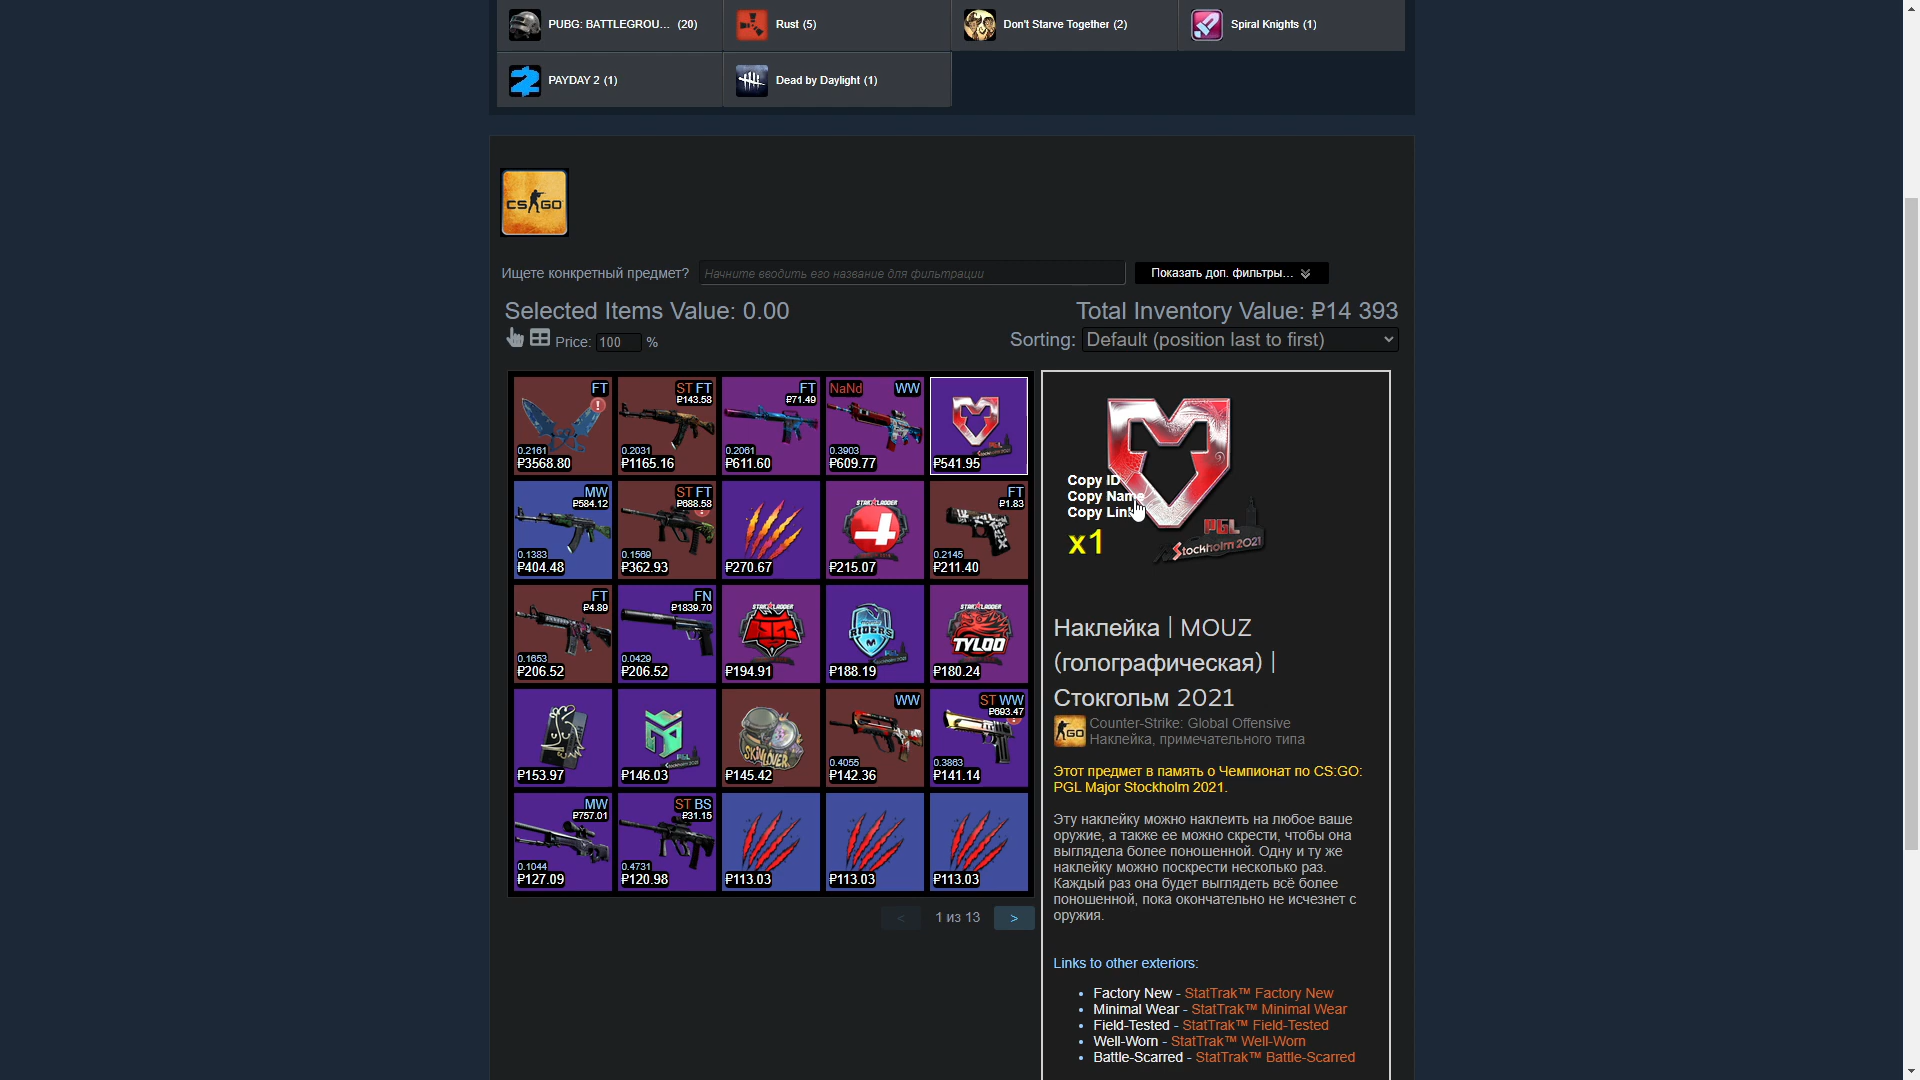 PUBG: BATTLEGROU... (20)
Rust (5)
Don't Starve Together (2)
Spiral Knights (1)
PAYDAY 2 (1)
Dead by Daylight (1)
CS GO
Ищете конкретный предмет?
Начните вводить его название для фильтрации
Показать доп. фильтры...
Selected Items Value: 0.00
Total Inventory Value: ₽14 393
Price: 100 %
Sorting: Default (position last to first)
FT
0.2161
₽3568.80
ST FT
₽143.58
0.2031
₽1165.16
FT
₽71.49
0.2061
₽611.60
NaNd WW
0.3903
₽609.77
₽541.95
MW
₽584.12
0.1383
₽404.48
ST FT
₽688.58
0.1569
₽362.93
₽270.67
STAR LADDER
₽215.07
FT
₽1.83
0.2145
₽211.40
FT
₽4.89
0.1653
₽206.52
FN
₽1839.70
0.0429
₽206.52
STAR LADDER
₽194.91
RIDERS
₽188.19
STAR LADDER
TYLOO
₽180.24
₽153.97
PGL
Stockholm 2021
₽146.03
SKIN LOVER
₽145.42
WW
0.4055
₽142.36
ST WW
₽693.47
0.3863
₽141.14
MW
₽757.01
0.1044
₽127.09
ST BS
₽31.15
0.4731
₽120.98
₽113.03
₽113.03
₽113.03
<
1 из 13
>
Copy ID
Copy Name
Copy Link
x1
PGL
Stockholm 2021
Наклейка | MOUZ
(голографическая) |
Стокгольм 2021
GO
Counter-Strike: Global Offensive
Наклейка, примечательного типа
Этот предмет в память о Чемпионат по CS:GO:
PGL Major Stockholm 2021.
Эту наклейку можно наклеить на любое ваше
оружие, а также ее можно скрести, чтобы она
выглядела более поношенной. Одну и ту же
наклейку можно поскрести несколько раз.
Каждый раз она будет выглядеть всё более
поношенной, пока окончательно не исчезнет с
оружия.
Links to other exteriors:
Factory New - StatTrak™ Factory New
Minimal Wear - StatTrak™ Minimal Wear
Field-Tested - StatTrak™ Field-Tested
Well-Worn - StatTrak™ Well-Worn
Battle-Scarred - StatTrak™ Battle-Scarred